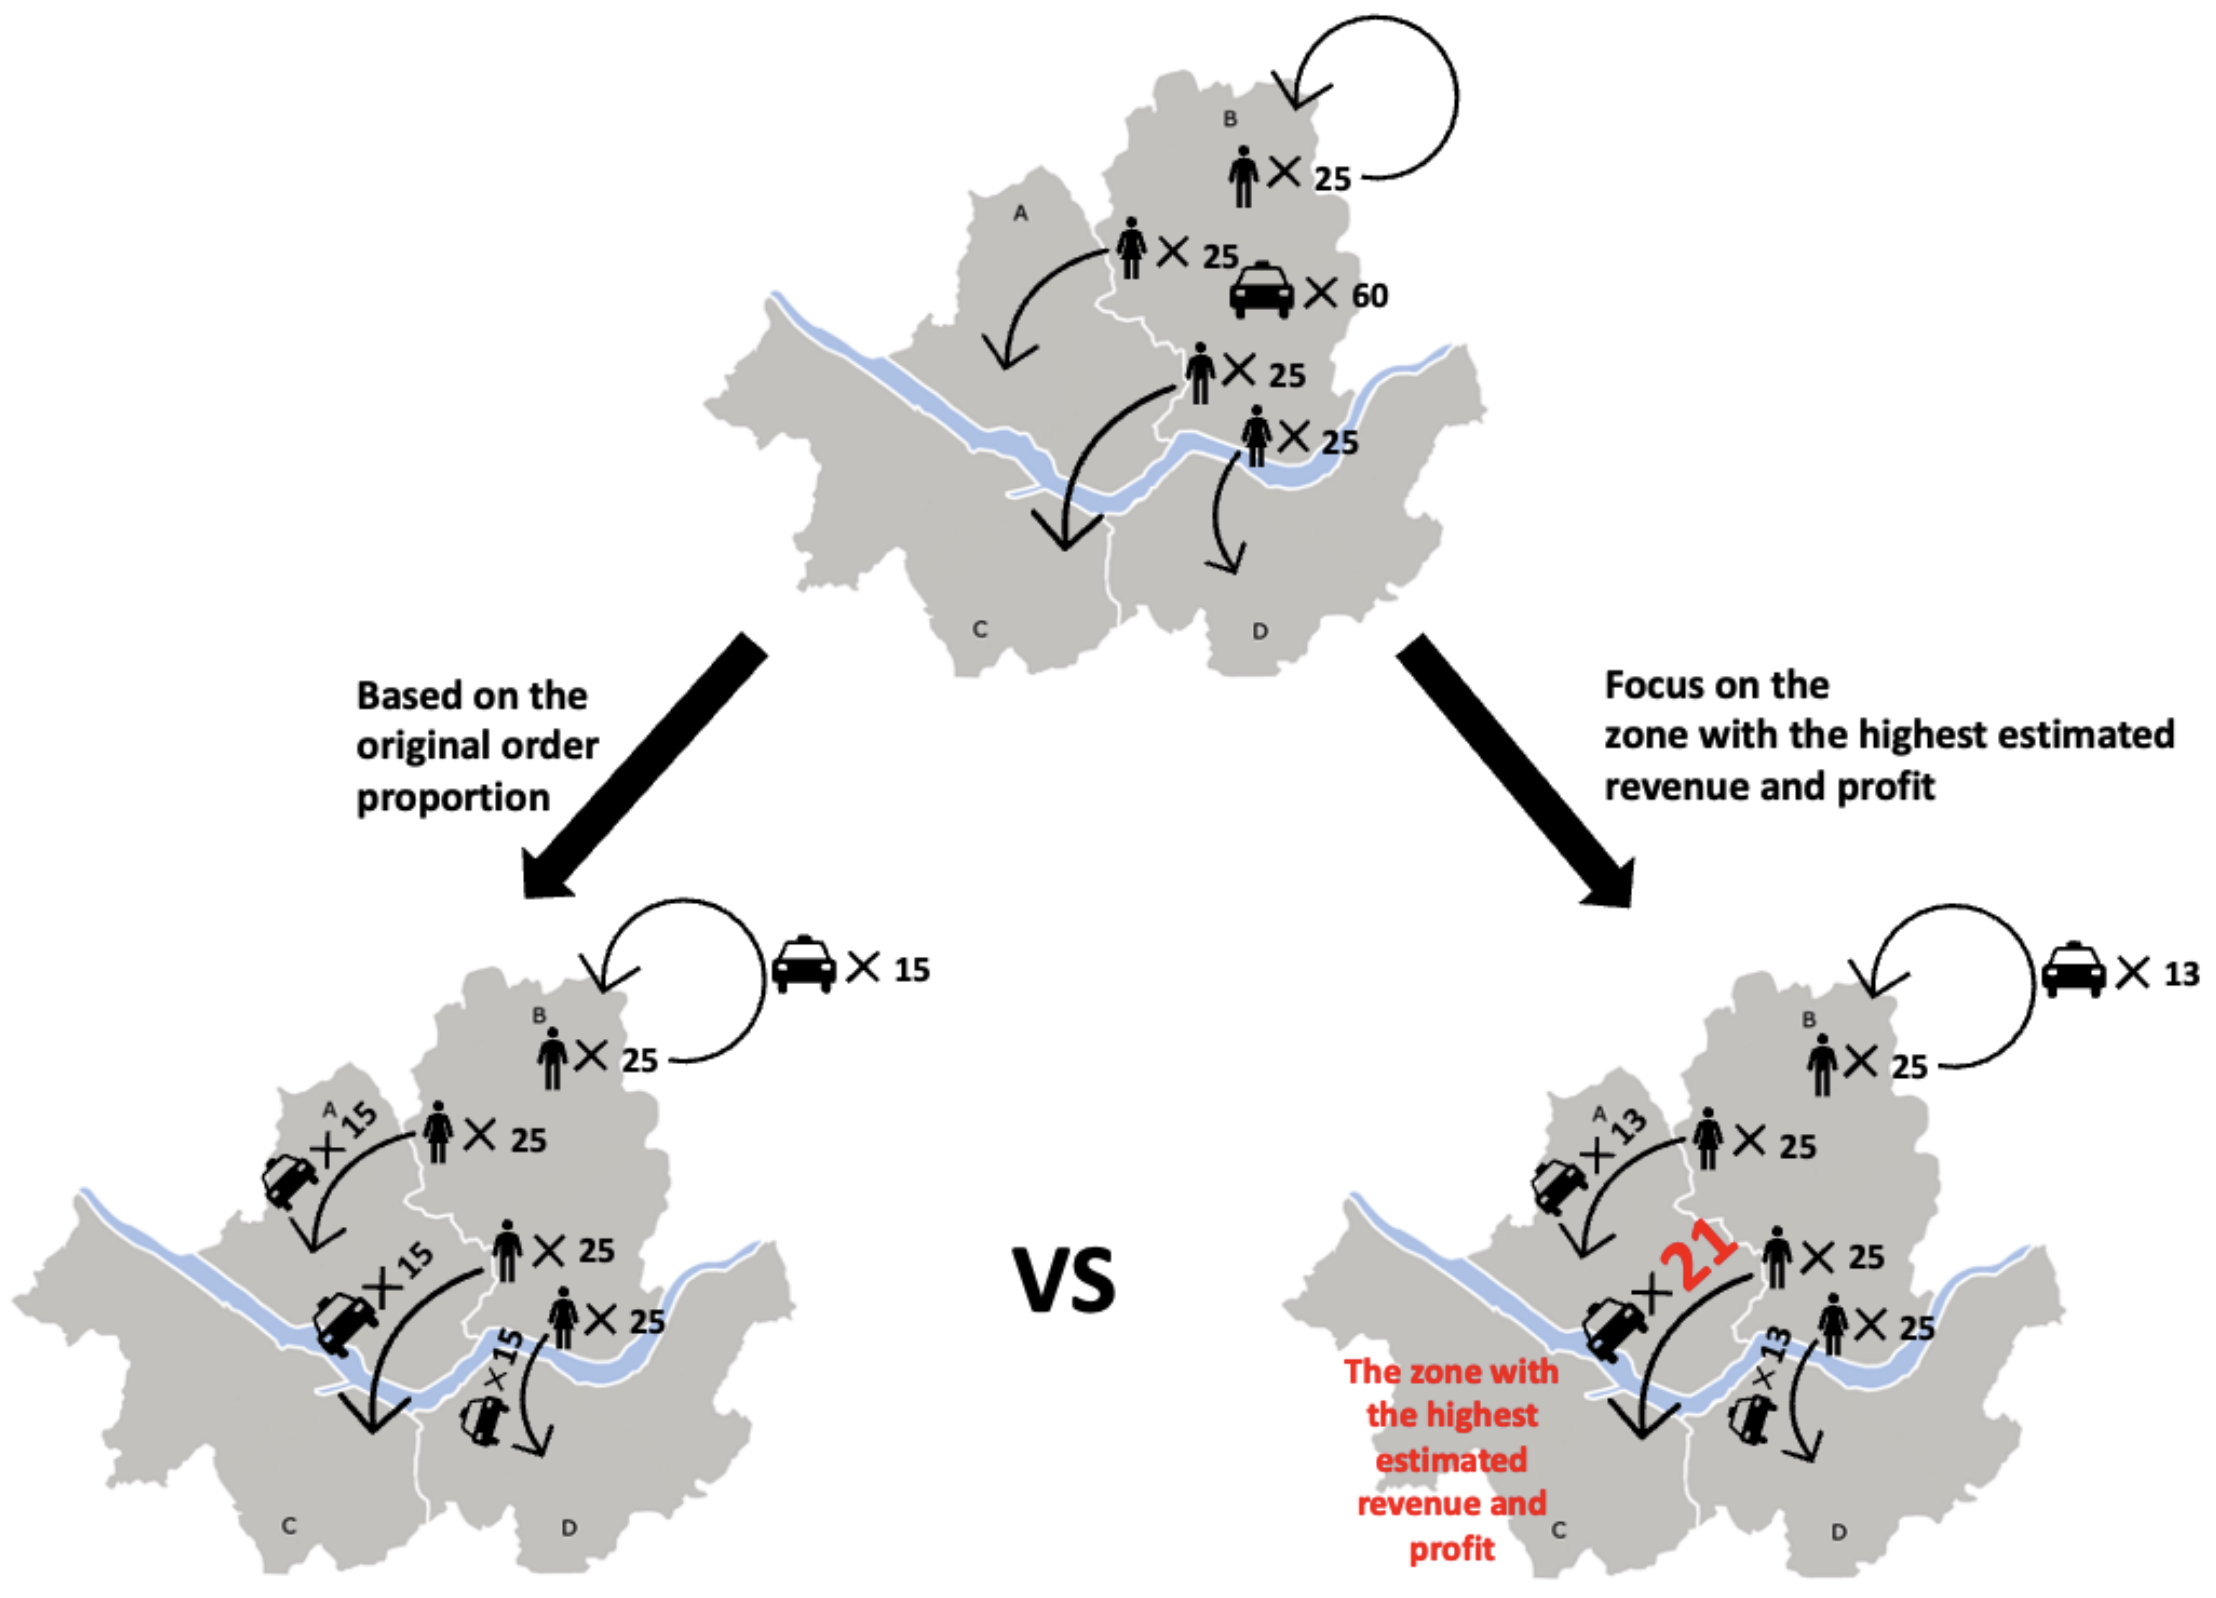 B
× 25
A
× 25
× 60
× 25
× 25
C
D
Based on the
original order
proportion
Focus on the
zone with the highest estimated
revenue and profit
× 15
B
× 25
A
× 15
× 25
× 15
× 25
× 25
× 15
C
D
VS
× 13
B
× 25
A
× 13
× 25
× 21
× 25
× 25
× 13
The zone with
the highest
estimated
revenue and
profit
C
D